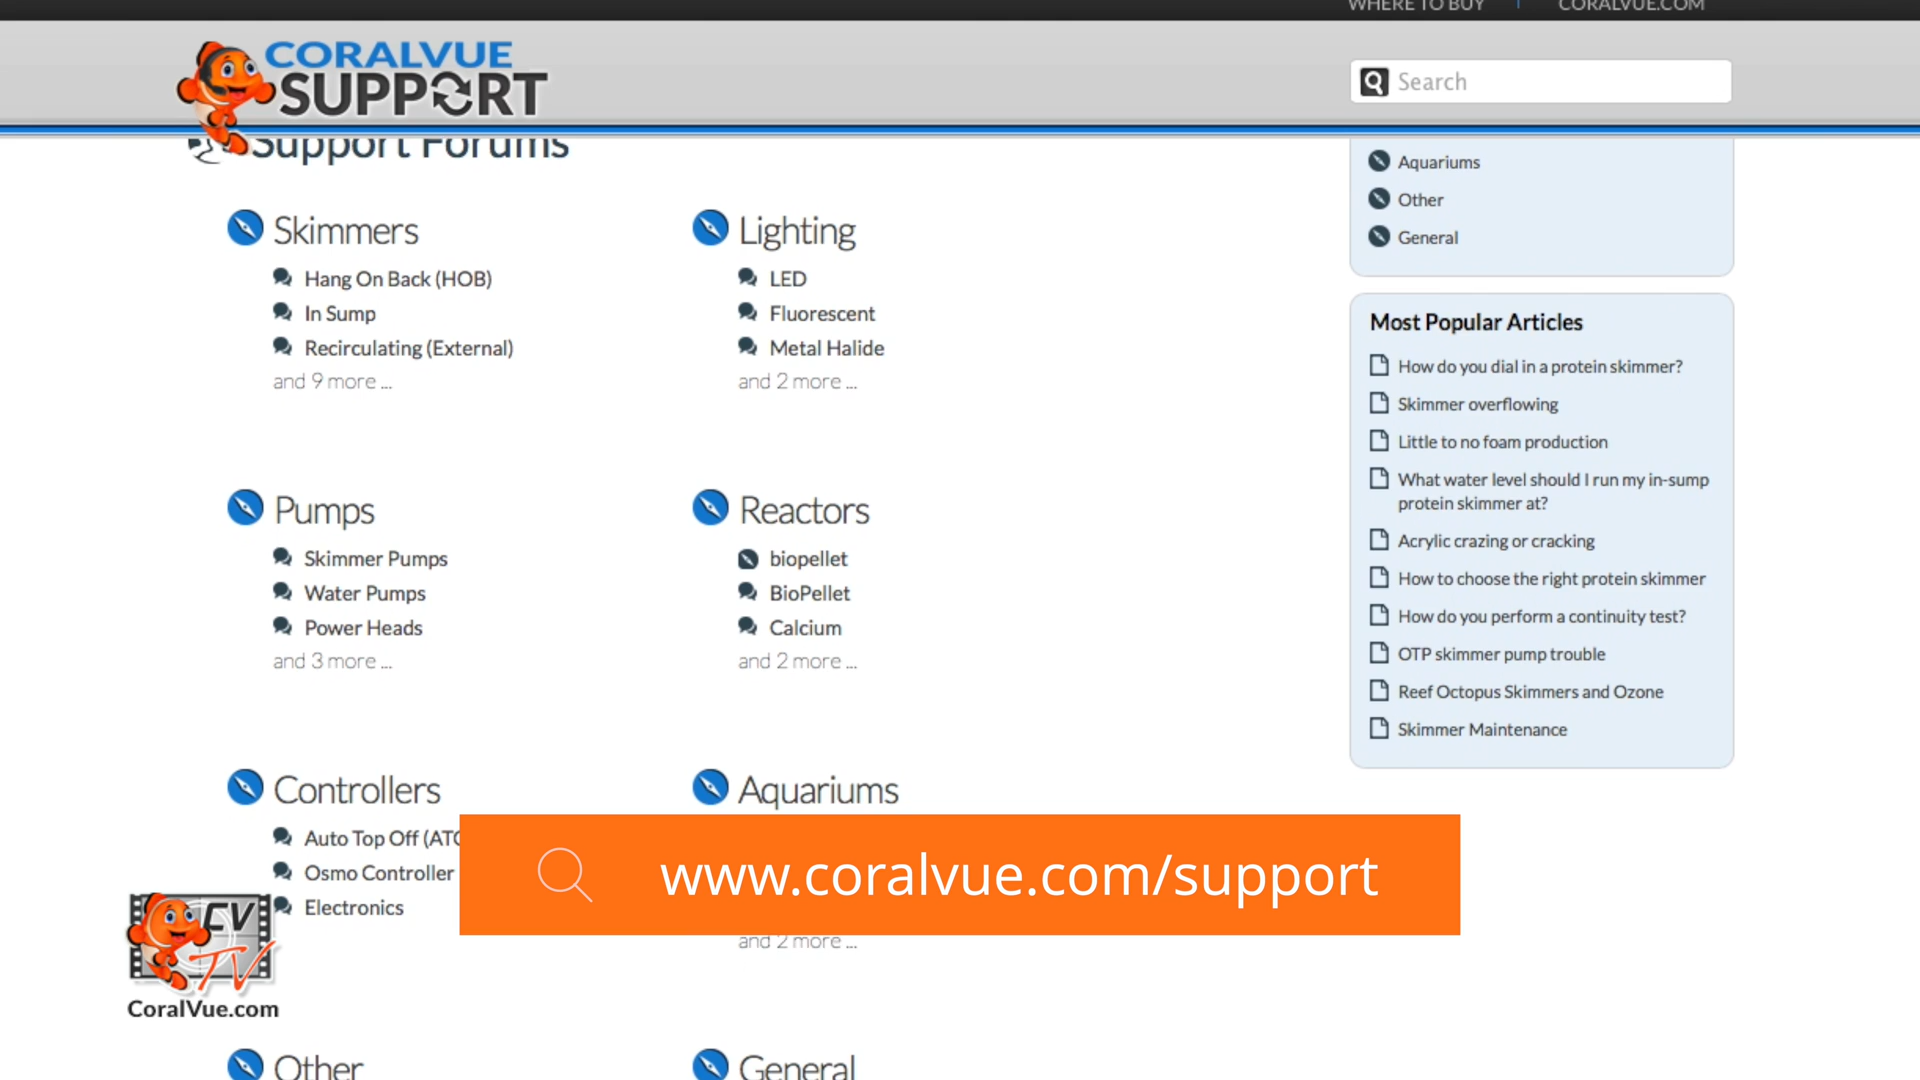 WHERE TO BUY
CORALVUE.COM
CORALVUE
SUPPORT
Search
Support Forums
Skimmers
Hang On Back (HOB)
In Sump
Recirculating (External)
and 9 more ...
Lighting
LED
Fluorescent
Metal Halide
and 2 more ...
Pumps
Skimmer Pumps
Water Pumps
Power Heads
and 3 more ...
Reactors
biopellet
BioPellet
Calcium
and 2 more ...
Controllers
Auto Top Off (ATC
Osmo Controller
Electronics
Aquariums
and 2 more ...
Other
General
Aquariums
Other
General
Most Popular Articles
How do you dial in a protein skimmer?
Skimmer overflowing
Little to no foam production
What water level should I run my in-sump
protein skimmer at?
Acrylic crazing or cracking
How to choose the right protein skimmer
How do you perform a continuity test?
OTP skimmer pump trouble
Reef Octopus Skimmers and Ozone
Skimmer Maintenance
www.coralvue.com/support
CV
TV
CoralVue.com